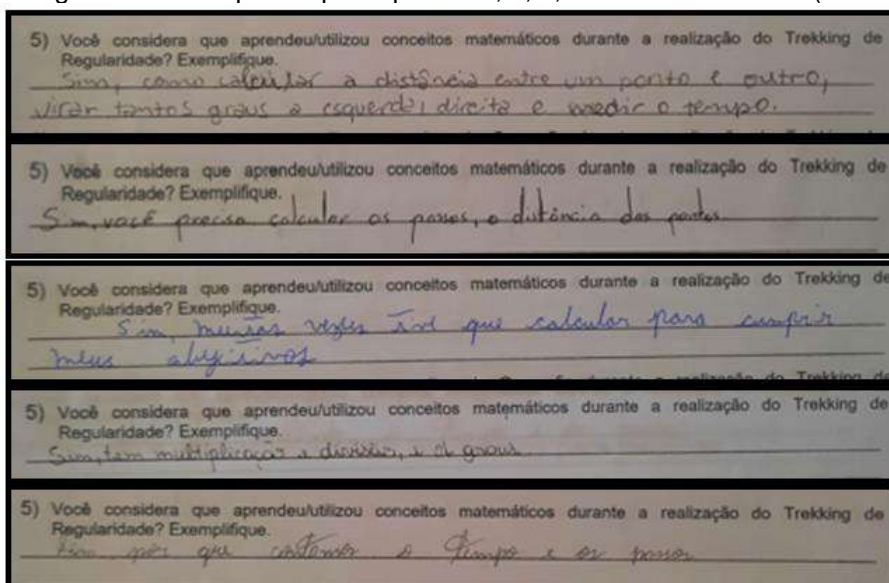 5) Você considera que aprendeu/utilizou conceitos matemáticos durante a realização do Trekking de
Regularidade? Exemplifique.
Sim, como calcular a distância entre um ponto e outro,
virar tantos graus a esquerda, direita e medir o tempo.
5) Você considera que aprendeu/utilizou conceitos matemáticos durante a realização do Trekking de
Regularidade? Exemplifique.
Sim, você precisa calcular os passos, a distância dos pontos
5) Você considera que aprendeu/utilizou conceitos matemáticos durante a realização do Trekking de
Regularidade? Exemplifique.
Sim, muitas vezes tive que calcular para cumprir
meus objetivos
5) Você considera que aprendeu/utilizou conceitos matemáticos durante a realização do Trekking de
Regularidade? Exemplifique.
Sim, tem multiplicação e divisão, e graus
5) Você considera que aprendeu/utilizou conceitos matemáticos durante a realização do Trekking de
Regularidade? Exemplifique.
por que contamos o tempo e os passos